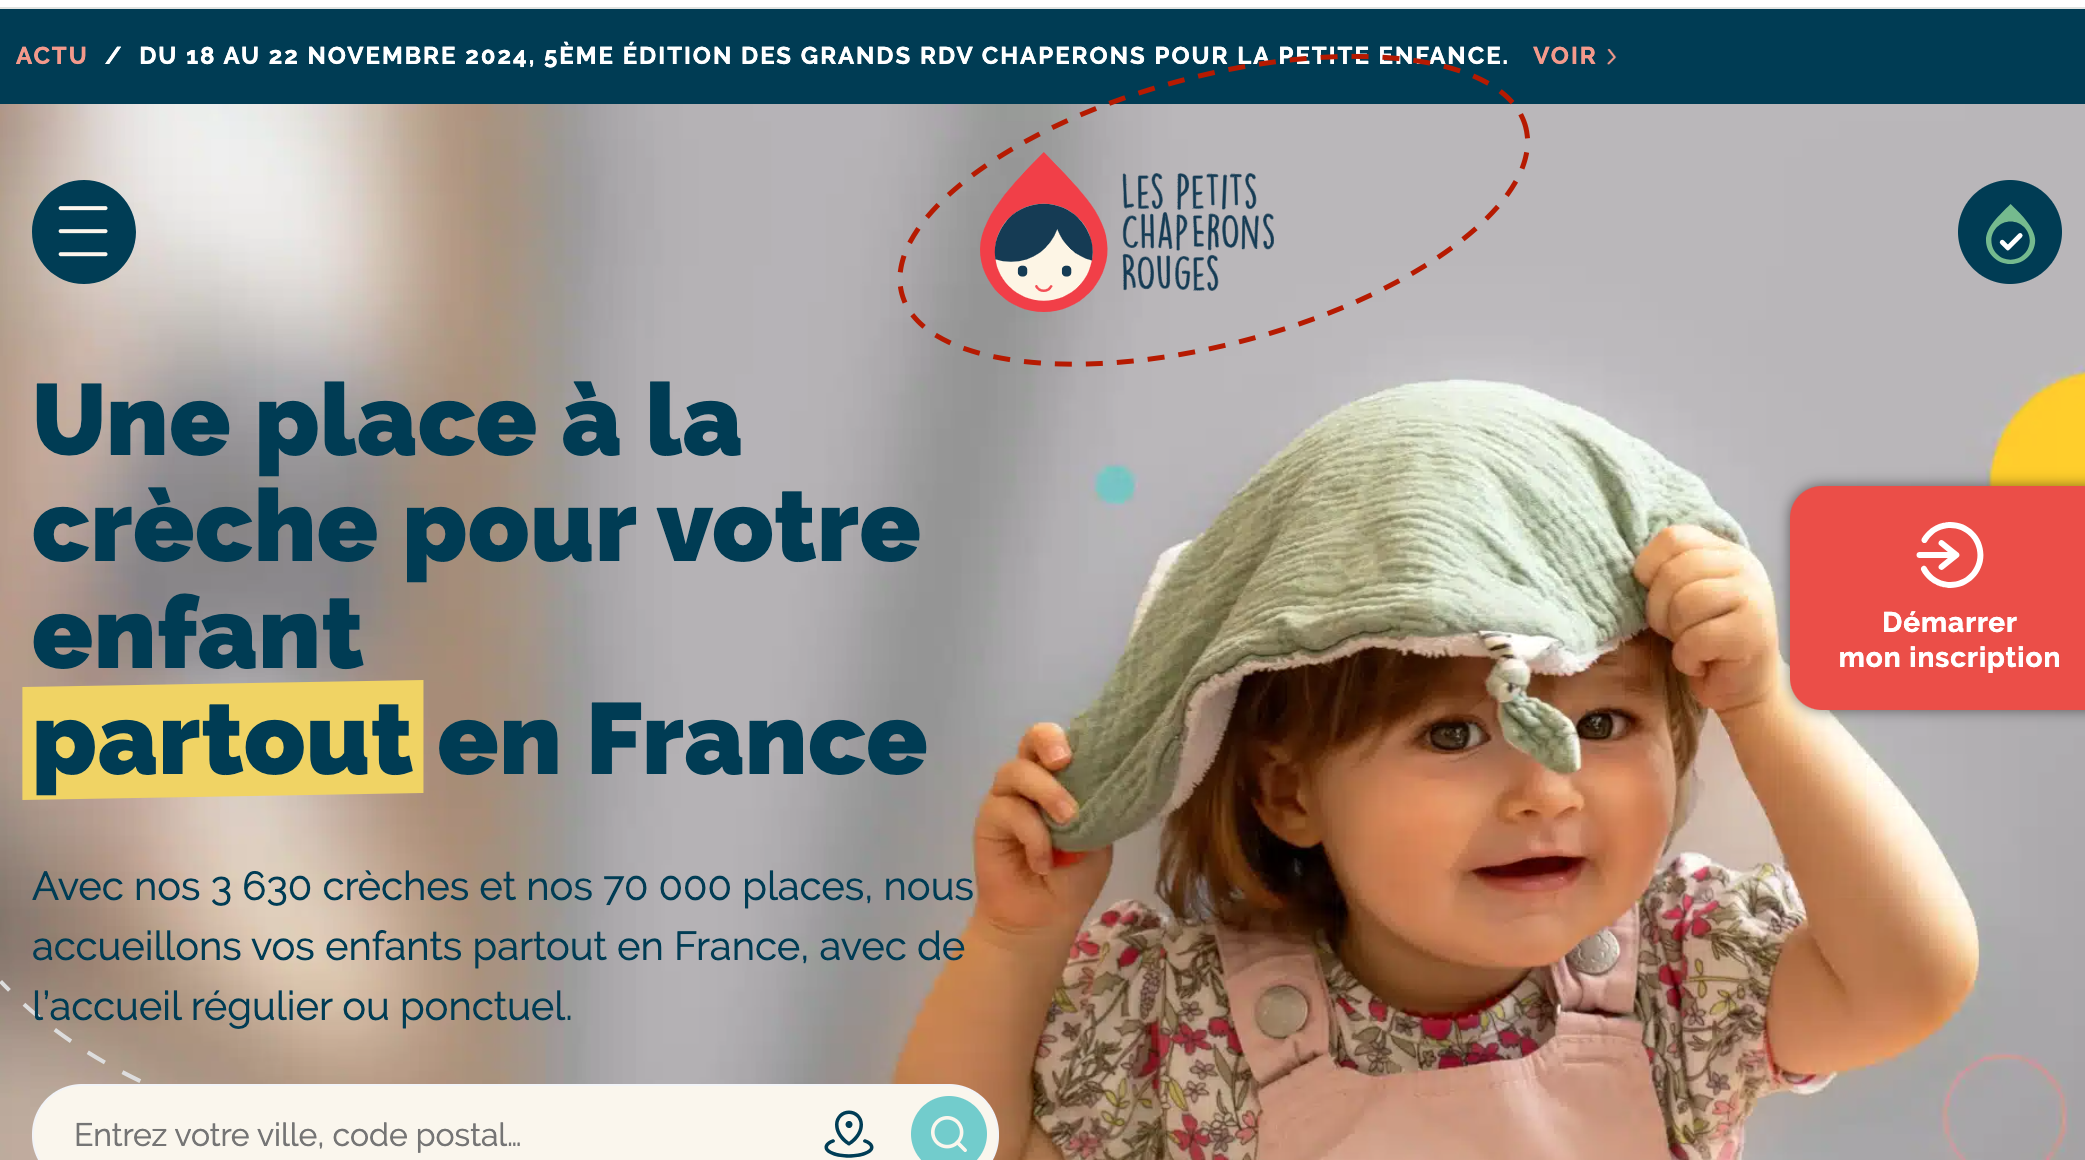 ACTU / DU 18 AU 22 NOVEMBRE 2024, 5ÈME ÉDITION DES GRANDS RDV CHAPERONS POUR LA PETITE ENFANCE. VOIR >
LES PETITS
CHAPERONS
ROUGES
Une place à la
crèche pour votre
enfant
partout en France
Démarrer
mon inscription
Avec nos 3 630 crèches et nos 70 000 places, nous
accueillons vos enfants partout en France, avec de
l'accueil régulier ou ponctuel.
Entrez votre ville, code postal...